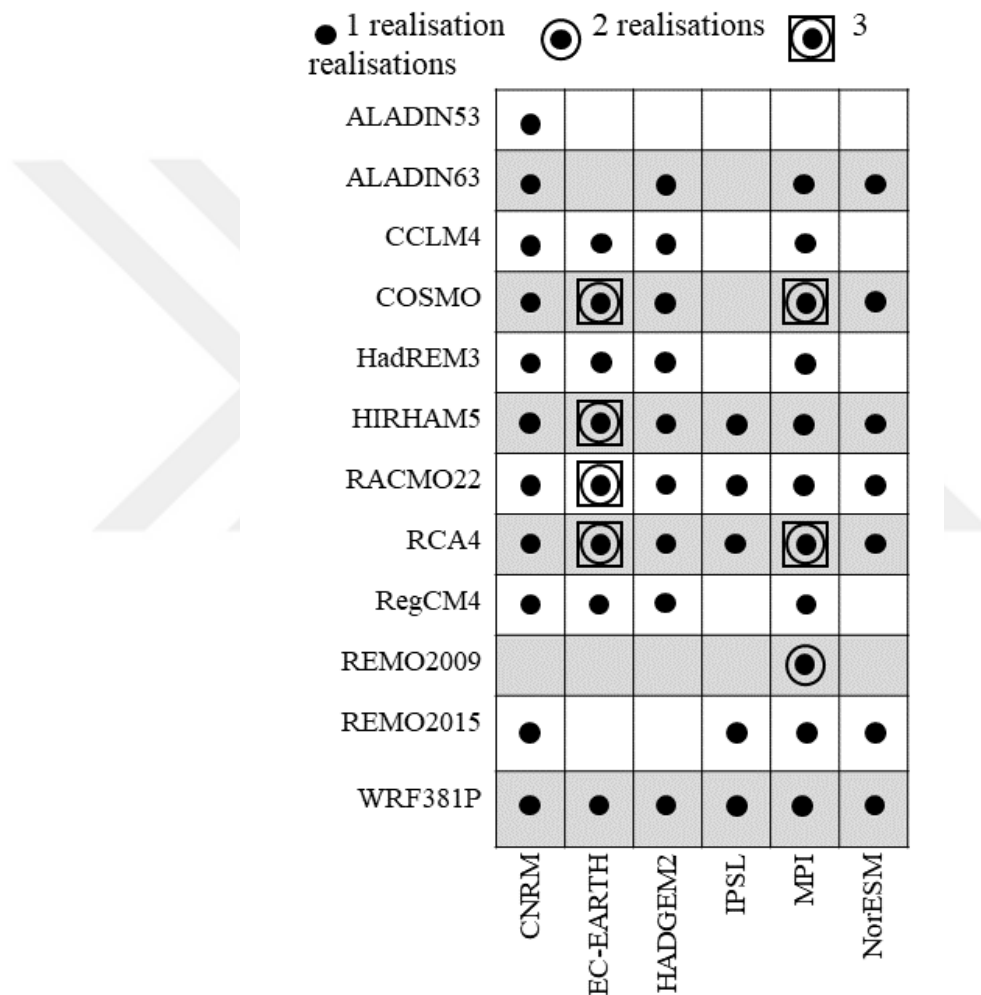 1 realisation 2 realisations 3
realisations
ALADIN53
ALADIN63
CCLM4
COSMO
HadREM3
HIRHAM5
RACMO22
RCA4
RegCM4
REMO2009
REMO2015
WRF381P
CNRM
EC-EARTH
HADGEM2
IPSL
MPI
NorESM